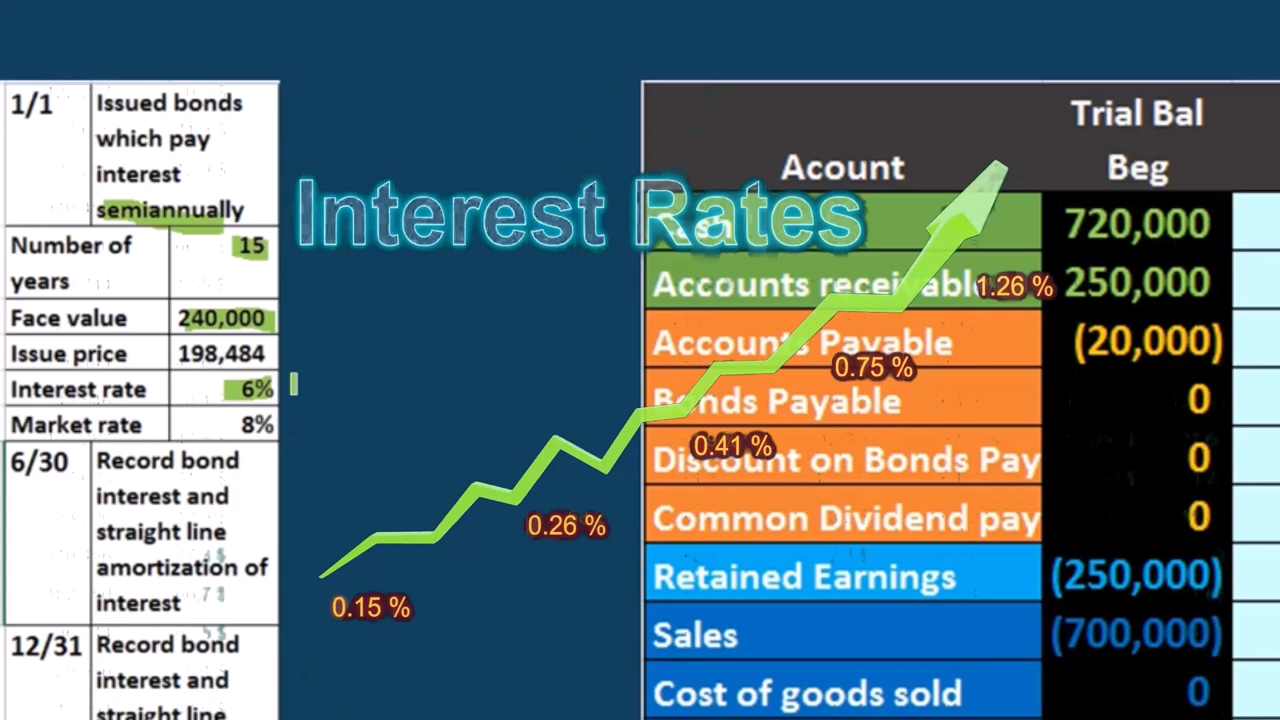 1/1 Issued bonds
which pay
interest
semiannually
Number of 15
years
Face value 240,000
Issue price 198,484
Interest rate 6%
Market rate 8%
6/30 Record bond
interest and
straight line
amortization of
interest
12/31 Record bond
interest and
straight line
Interest Rates
0.15 %
0.26 %
0.41 %
0.75 %
1.26 %
Trial Bal
Acount Beg
720,000
Accounts receivable 250,000
Accounts Payable (20,000)
Bonds Payable 0
Discount on Bonds Pay 0
Common Dividend pay 0
Retained Earnings (250,000)
Sales (700,000)
Cost of goods sold 0